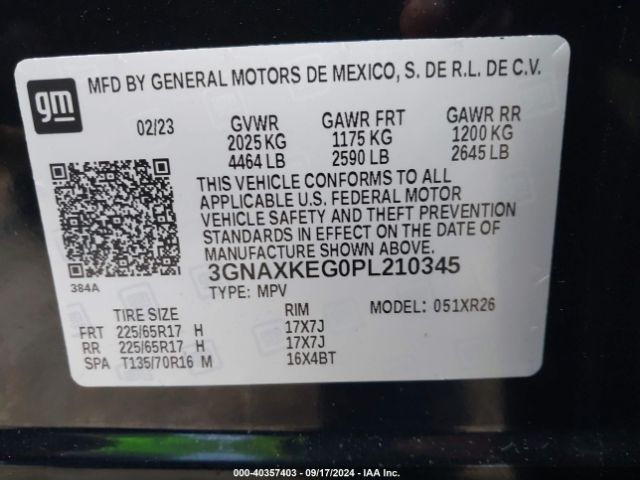 gm
MFD BY GENERAL MOTORS DE MEXICO, S. DE R.L. DE C.V.
02/23 GVWR GAWR FRT GAWR RR
2025 KG 1175 KG 1200 KG
4464 LB 2590 LB 2645 LB
THIS VEHICLE CONFORMS TO ALL
APPLICABLE U.S. FEDERAL MOTOR
VEHICLE SAFETY AND THEFT PREVENTION
STANDARDS IN EFFECT ON THE DATE OF
MANUFACTURE SHOWN ABOVE.
384A
3GNAXKEG0PL210345
TYPE: MPV MODEL: 051XR26
TIRE SIZE RIM
FRT 225/65R17 H 17X7J
RR 225/65R17 H 17X7J
SPA T135/70R16 M 16X4BT
000-40357403 - 09/17/2024 - IAA Inc.